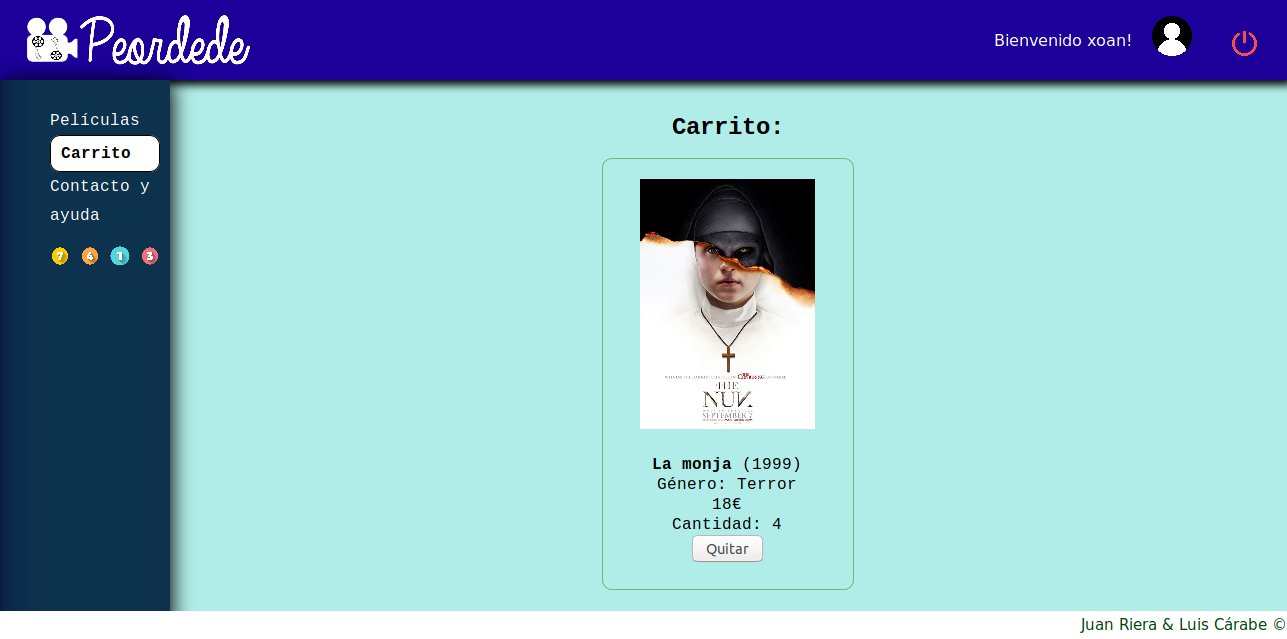 Peordede
Bienvenido xoan!
Películas
Carrito
Contacto y
ayuda
7 4 1 3
Carrito:
THE
NUN
SEPTEMBER 7
La monja (1999)
Género: Terror
18€
Cantidad: 4
Quitar
Juan Riera & Luis Cárabe ©